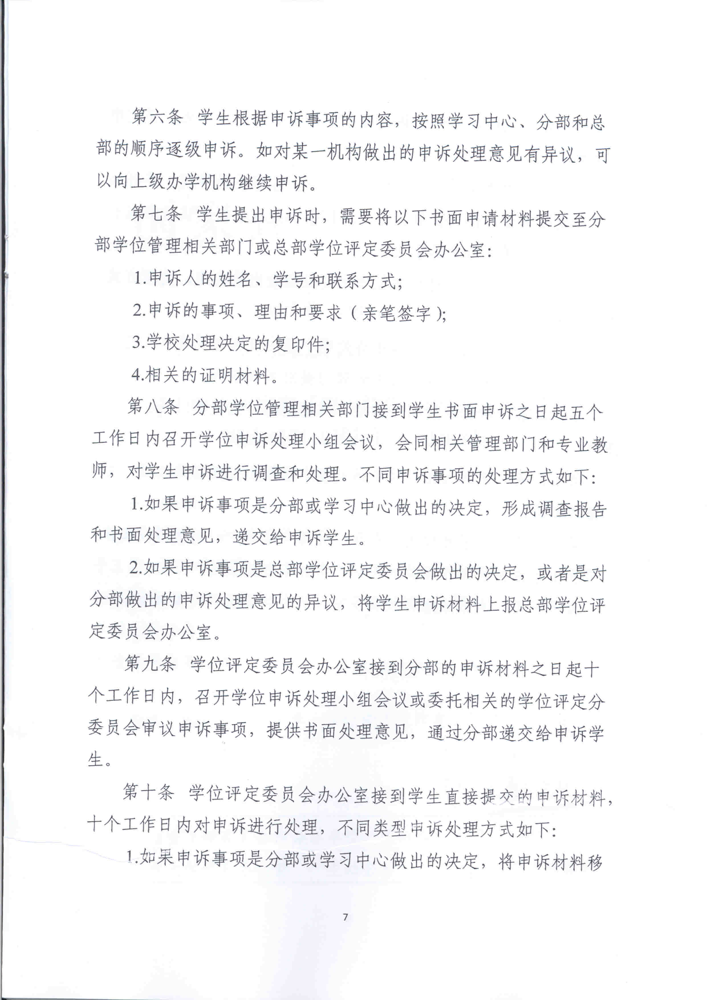 第六条 学生根据申诉事项的内容，按照学习中心、分部和总
部的顺序逐级申诉。如对某一机构做出的申诉处理意见有异议，可
以向上级办学机构继续申诉。
第七条 学生提出申诉时，需要将以下书面申请材料提交至分
部学位管理相关部门或总部学位评定委员会办公室：
1.申诉人的姓名、学号和联系方式；
2.申诉的事项、理由和要求（亲笔签字）；
3.学校处理决定的复印件；
4.相关的证明材料。
第八条 分部学位管理相关部门接到学生书面申诉之日起五个
工作日内召开学位申诉处理小组会议，会同相关管理部门和专业教
师，对学生申诉进行调查和处理。不同申诉事项的处理方式如下：
1.如果申诉事项是分部或学习中心做出的决定，形成调查报告
和书面处理意见，递交给申诉学生。
2.如果申诉事项是总部学位评定委员会做出的决定，或者是对
分部做出的申诉处理意见的异议，将学生申诉材料上报总部学位评
定委员会办公室。
第九条 学位评定委员会办公室接到分部的申诉材料之日起十
个工作日内，召开学位申诉处理小组会议或委托相关的学位评定分
委员会审议申诉事项，提供书面处理意见，通过分部递交给申诉学
生。
第十条 学位评定委员会办公室接到学生直接提交的申诉材料，
十个工作日内对申诉进行处理，不同类型申诉处理方式如下：
1.如果申诉事项是分部或学习中心做出的决定，将申诉材料移
7